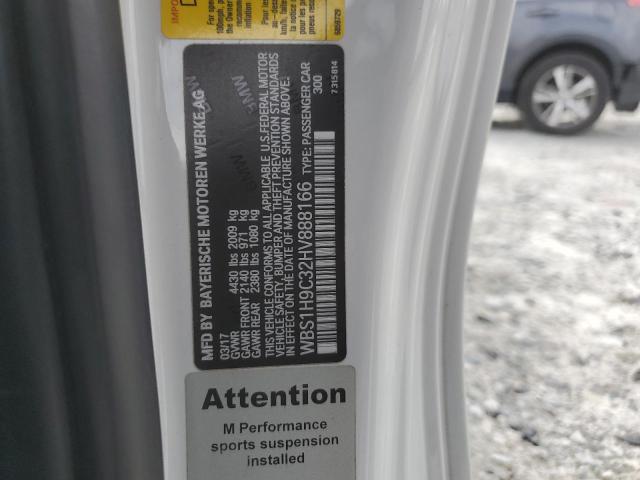 MFD BY BAYERISCHE MOTOREN WERKE AG
03/17
GVWR 4430 lbs 2009 kg
GAWR FRONT 2140 lbs 971 kg
GAWR REAR 2380 lbs 1080 kg
THIS VEHICLE CONFORMS TO ALL APPLICABLE U.S.FEDERAL MOTOR
VEHICLE SAFETY, BUMPER AND THEFT PREVENTION STANDARDS
IN EFFECT ON THE DATE OF MANUFACTURE SHOWN ABOVE:
WBS1H9C32HV888166 TYPE: PASSENGER CAR
300
7315814
Attention
M Performance
sports suspension
installed